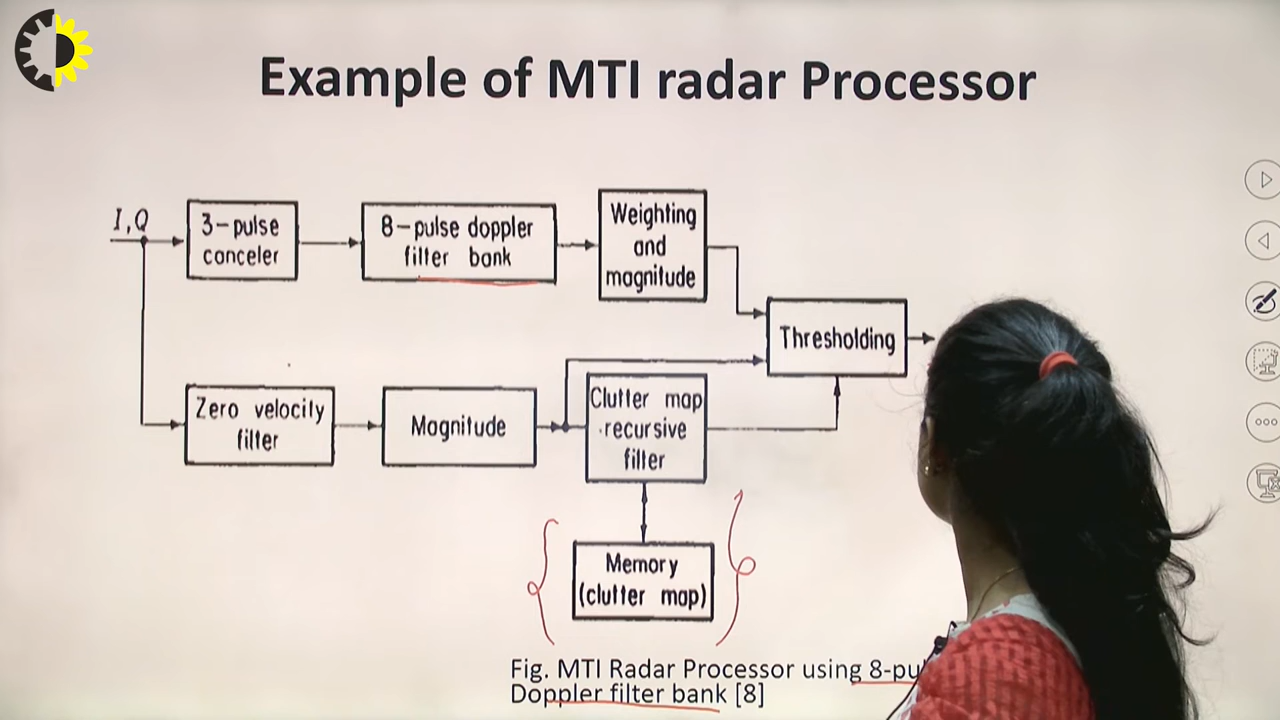 Example of MTI radar Processor
I,Q
3-pulse
canceler
8-pulse doppler
filter bank
Weighting
and
magnitude
Thresholding
Zero velocity
filter
Magnitude
Clutter map
recursive
filter
Memory
(clutter map)
Fig. MTI Radar Processor using 8-pu
Doppler filter bank [8]